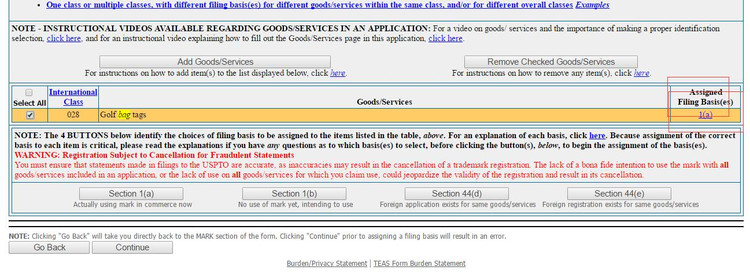 One class or multiple classes, with different filing basis(es) for different goods/services within the same class, and/or for different overall classes Examples
NOTE - INSTRUCTIONAL VIDEOS AVAILABLE REGARDING GOODS/SERVICES IN AN APPLICATION: For a video on goods/ services and the importance of making a proper identification
selection, click here, and for an instructional video explaining how to fill out the Goods/Services page in this application, click here.
Add Goods/Services Remove Checked Goods/Services
For instructions on how to add item(s) to the list displayed below, click here. For instructions on how to remove any item(s), click here.
Select All International Class Goods/Services Assigned Filing Basis(es)
028 Golf bag tags 1(a)
NOTE: The 4 BUTTONS below identify the choices of filing basis to be assigned to the items listed in the table, above. For an explanation of each basis, click here. Because assignment of the correct
basis to each item is critical, please read the explanations if you have any questions as to which basis(es) to select, before clicking the button(s), below, to begin the assignment of the basis(es).
WARNING: Registration Subject to Cancellation for Fraudulent Statements
You must ensure that statements made in filings to the USPTO are accurate, as inaccuracies may result in the cancellation of a trademark registration. The lack of a bona fide intention to use the mark with all
goods/services included in an application, or the lack of use on all goods/services for which you claim use, could jeopardize the validity of the registration and result in its cancellation.
Section 1(a) Section 1(b) Section 44(d) Section 44(e)
Actually using mark in commerce now No use of mark yet, intending to use Foreign application exists for same goods/services Foreign registration exists for same goods/services
NOTE: Clicking "Go Back" will take you directly back to the MARK section of the form. Clicking "Continue" prior to assigning a filing basis will result in an error.
Go Back Continue
Burden/Privacy Statement | TEAS Form Burden Statement